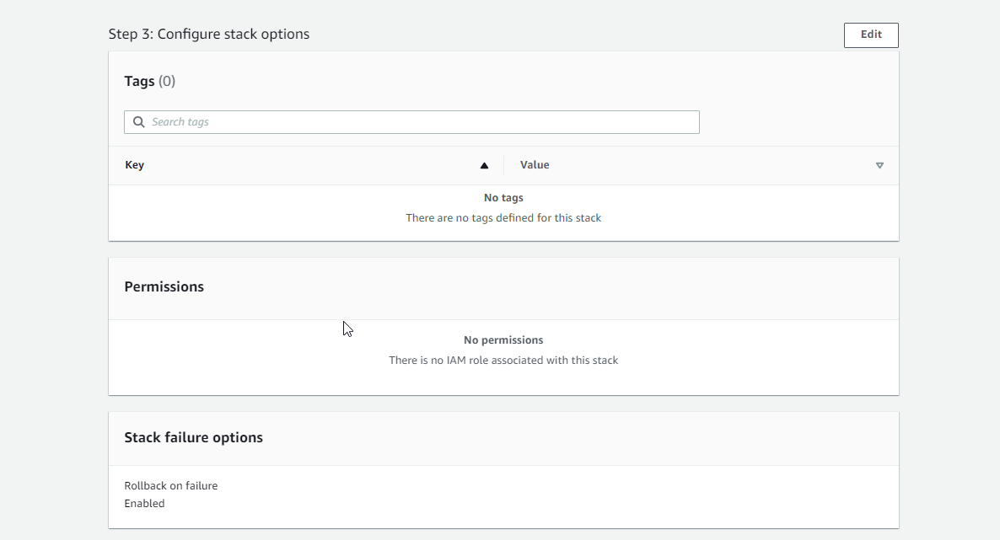 Step 3: Configure stack options
Edit
Tags (0)
Search tags
Key
Value
No tags
There are no tags defined for this stack
Permissions
No permissions
There is no IAM role associated with this stack
Stack failure options
Rollback on failure
Enabled